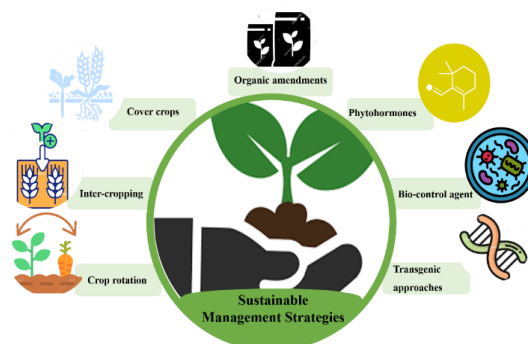 Organic amendments
Cover crops
Phytohormones
Inter-cropping
Bio-control agent
Crop rotation
Transgenic
approaches
Sustainable
Management Strategies